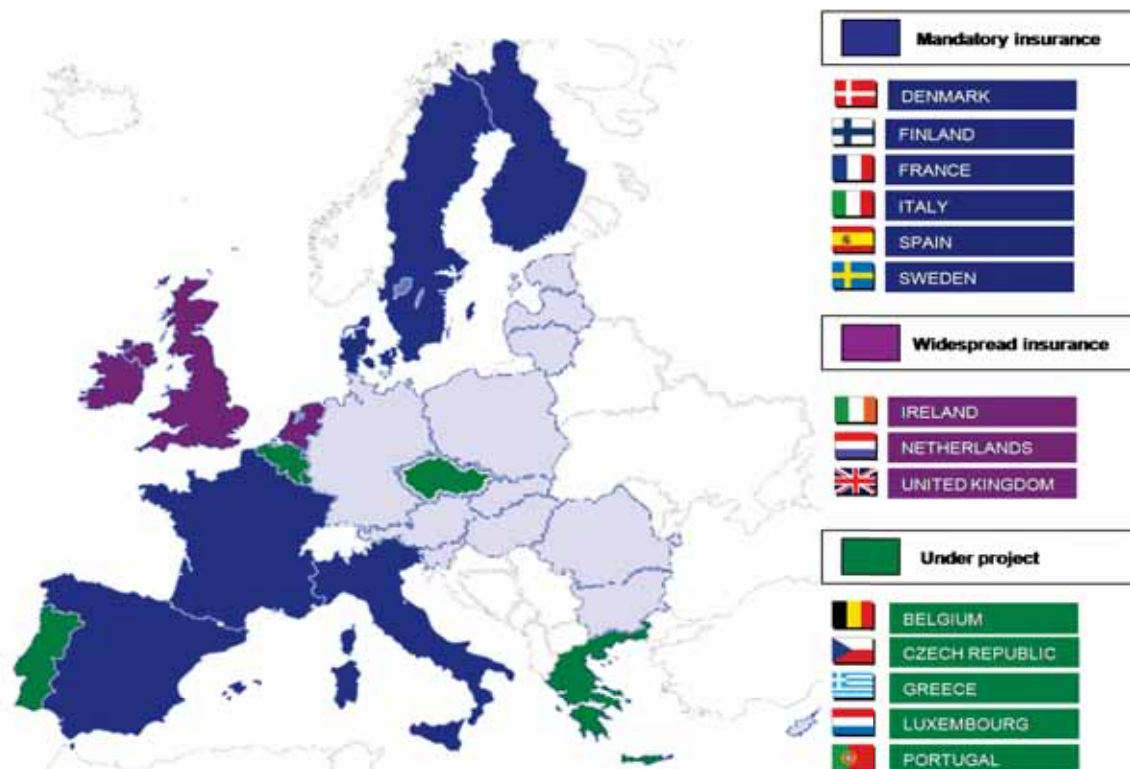 Mandatory insurance
DENMARK
FINLAND
FRANCE
ITALY
SPAIN
SWEDEN
Widespread insurance
IRELAND
NETHERLANDS
UNITED KINGDOM
Under project
BELGIUM
CZECH REPUBLIC
GREECE
LUXEMBOURG
PORTUGAL